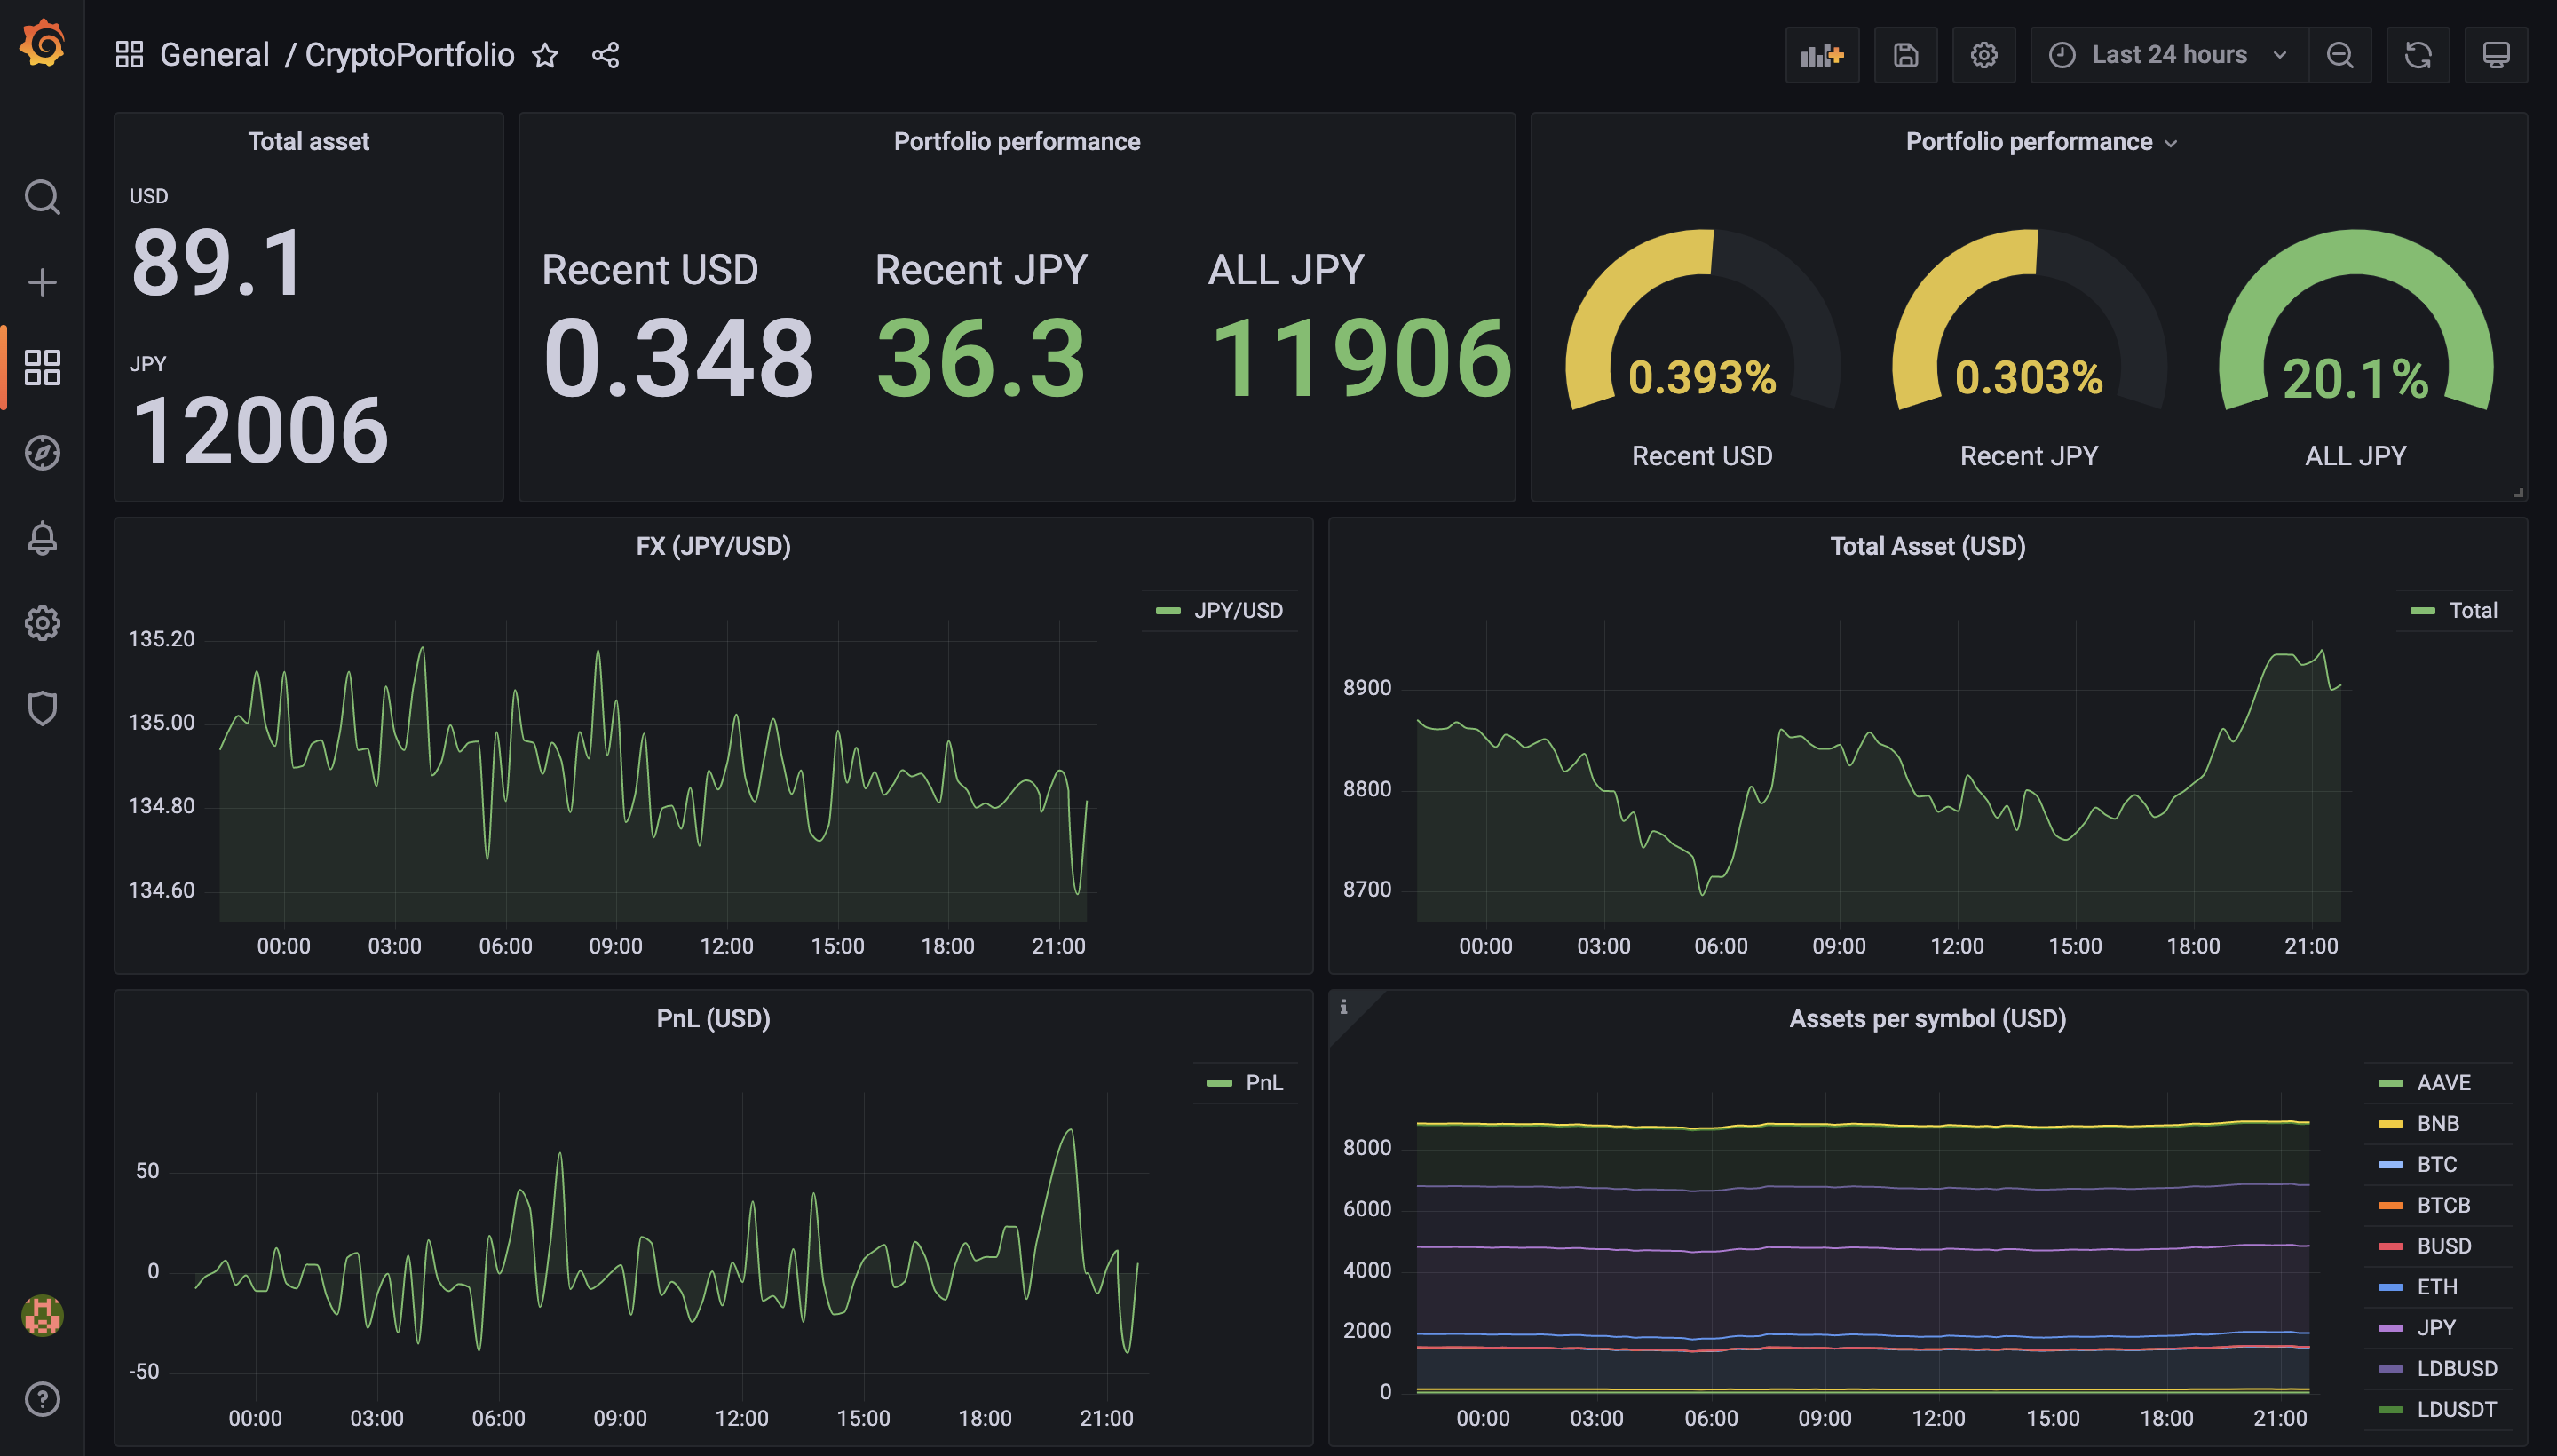 General / CryptoPortfolio
Last 24 hours
Total asset
USD
89.1
JPY
12006
Portfolio performance
Recent USD
0.348
Recent JPY
36.3
ALL JPY
11906
Portfolio performance
0.393%
Recent USD
0.303%
Recent JPY
20.1%
ALL JPY
FX (JPY/USD)
JPY/USD
135.20
135.00
134.80
134.60
00:00 03:00 06:00 09:00 12:00 15:00 18:00 21:00
Total Asset (USD)
Total
8900
8800
8700
00:00 03:00 06:00 09:00 12:00 15:00 18:00 21:00
PnL (USD)
PnL
50
0
-50
00:00 03:00 06:00 09:00 12:00 15:00 18:00 21:00
i
Assets per symbol (USD)
8000
6000
4000
2000
0
00:00 03:00 06:00 09:00 12:00 15:00 18:00 21:00
AAVE
BNB
BTC
BTCB
BUSD
ETH
JPY
LDBUSD
LDUSDT